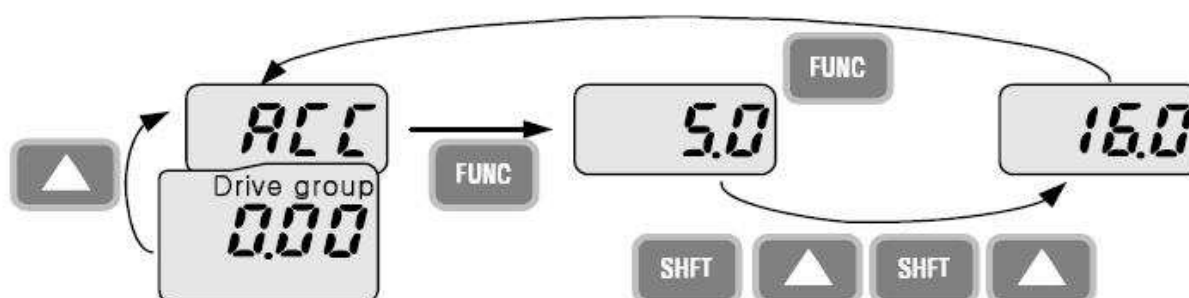 FUNC
ACC
5.0
16.0
FUNC
Drive group
0.00
SHFT
SHFT